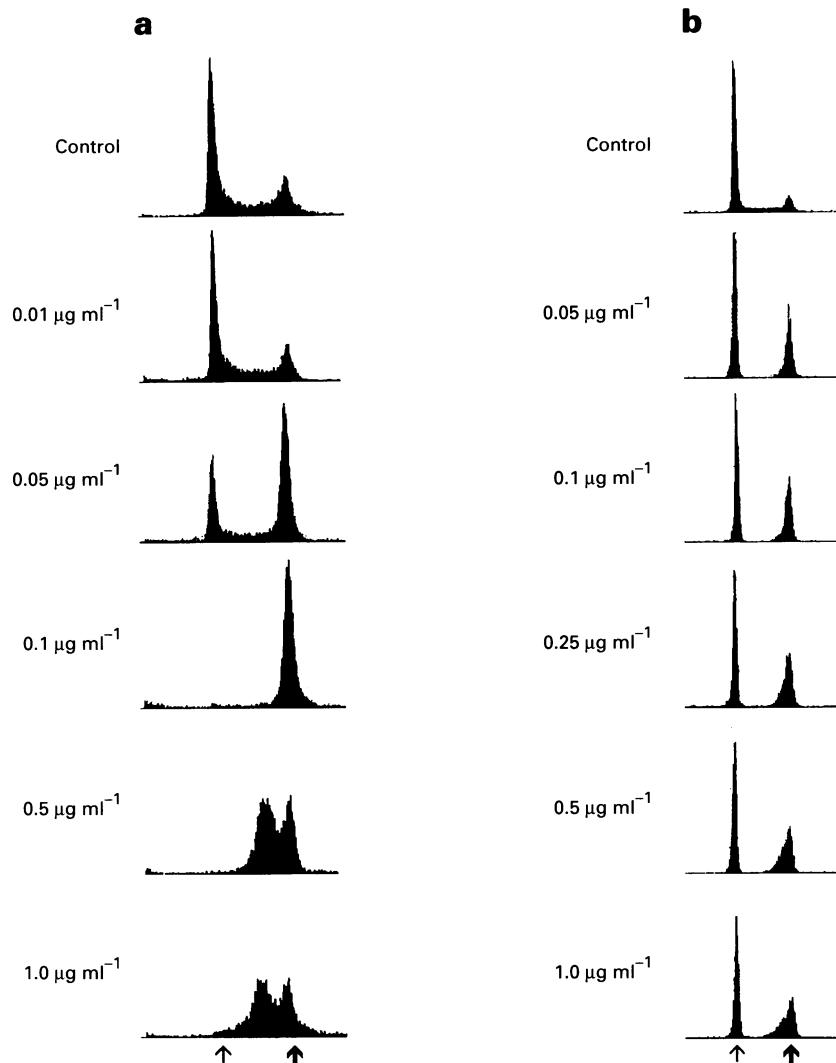 a
Control
0.01 µg ml⁻¹
0.05 µg ml⁻¹
0.1 µg ml⁻¹
0.5 µg ml⁻¹
1.0 µg ml⁻¹
b
Control
0.05 µg ml⁻¹
0.1 µg ml⁻¹
0.25 µg ml⁻¹
0.5 µg ml⁻¹
1.0 µg ml⁻¹